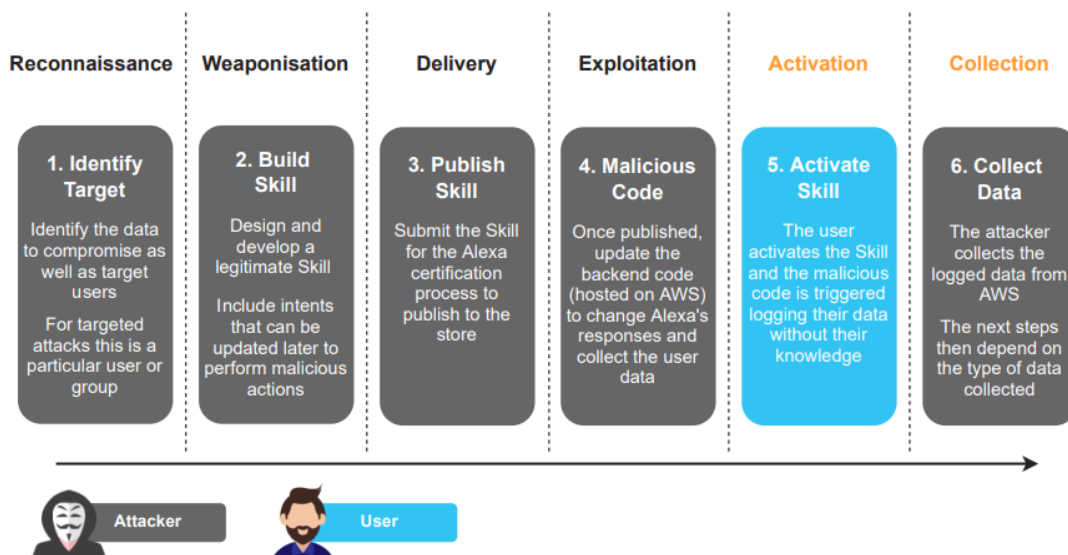 Reconnaissance
Weaponisation
Delivery
Exploitation
Activation
Collection
1. Identify
Target
Identify the data
to compromise as
well as target
users
For targeted
attacks this is a
particular user or
group
2. Build
Skill
Design and
develop a
legitimate Skill
Include intents
that can be
updated later to
perform malicious
actions
3. Publish
Skill
Submit the Skill
for the Alexa
certification
process to
publish to the
store
4. Malicious
Code
Once published,
update the
backend code
(hosted on AWS)
to change Alexa's
responses and
collect the user
data
5. Activate
Skill
The user
activates the Skill
and the malicious
code is triggered
logging their data
without their
knowledge
6. Collect
Data
The attacker
collects the
logged data from
AWS
The next steps
then depend on
the type of data
collected
Attacker
User